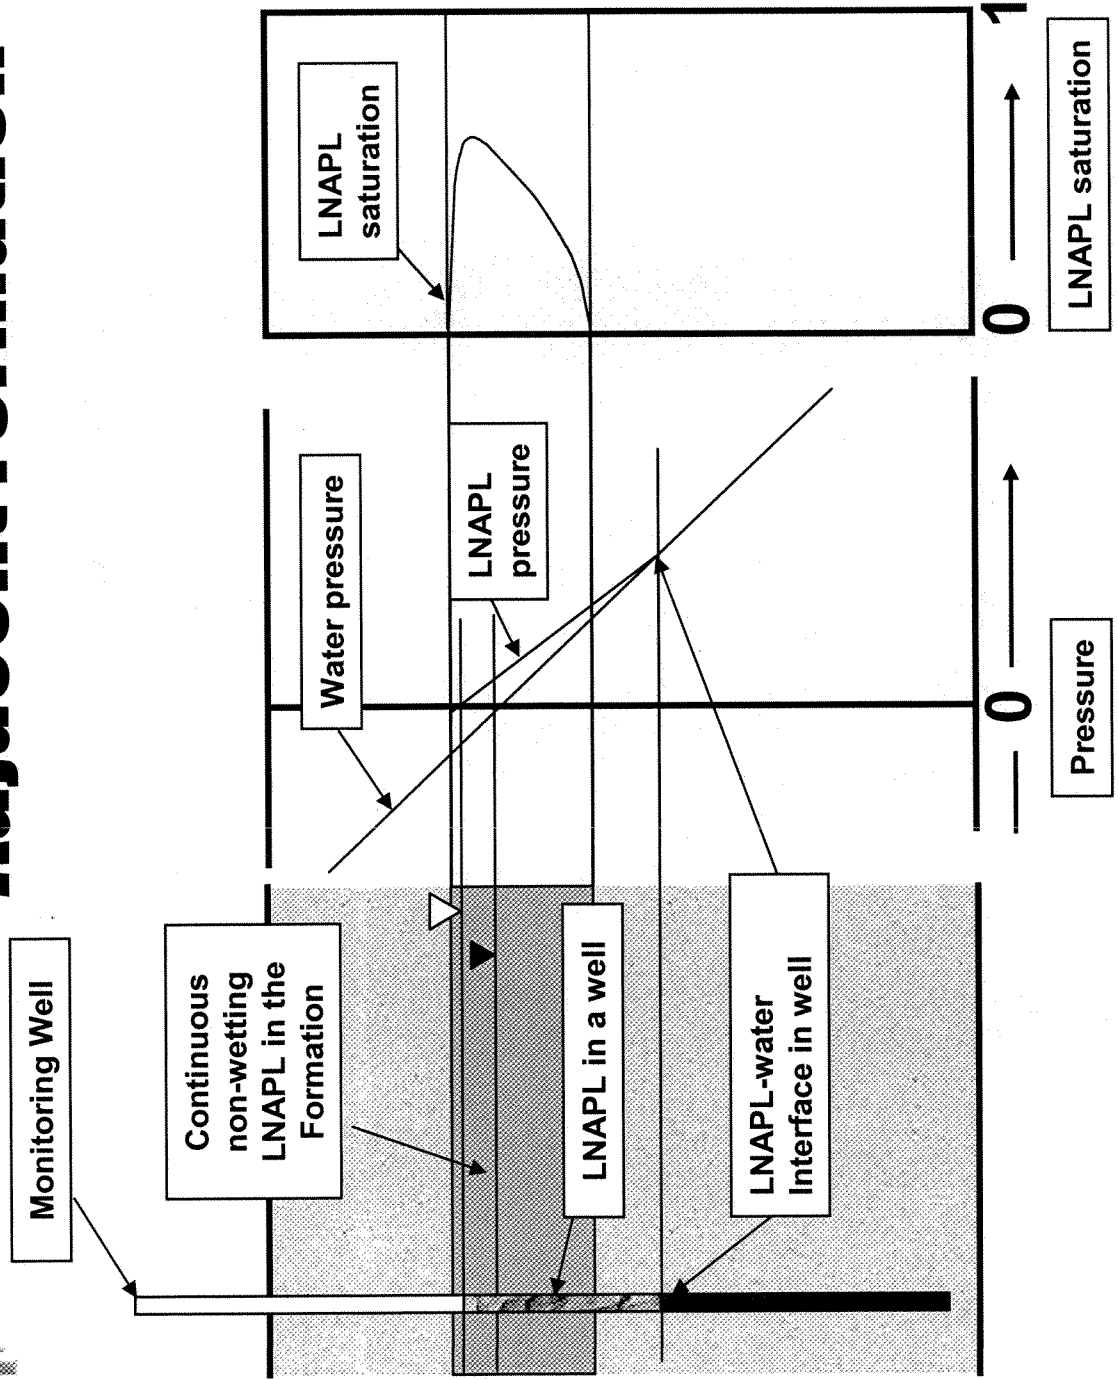 Monitoring Well
Continuous
non-wetting
LNAPL in the
Formation
Water pressure
LNAPL
saturation
LNAPL
pressure
LNAPL in a well
LNAPL-water
Interface in well
0
0
1
Pressure
LNAPL saturation